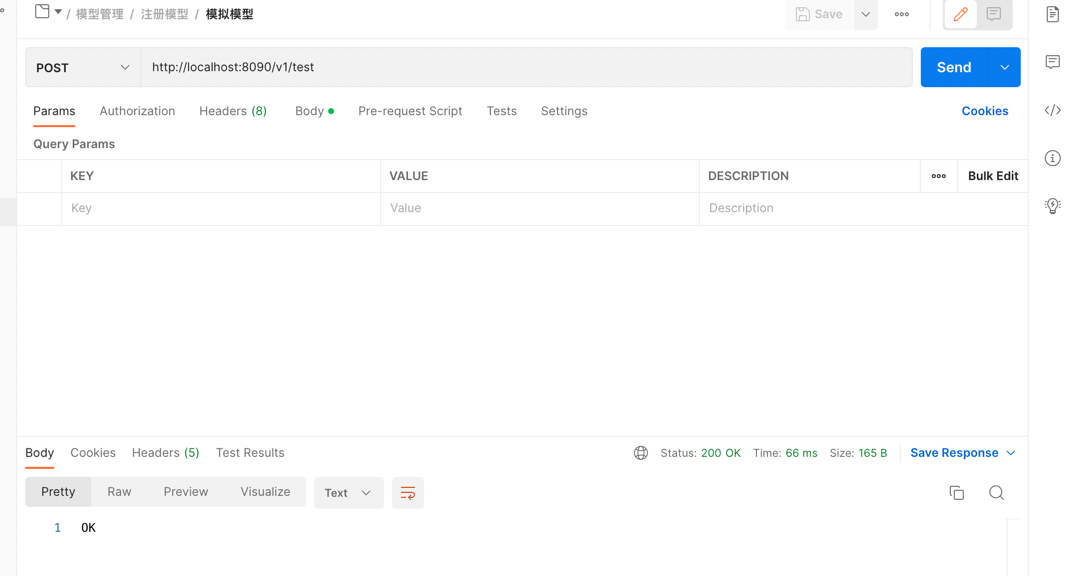 / 模型管理 / 注册模型 / 模拟模型 Save
POST http://localhost:8090/v1/test Send
Params Authorization Headers (8) Body Pre-request Script Tests Settings Cookies
Query Params
KEY VALUE DESCRIPTION Bulk Edit
Key Value Description
Body Cookies Headers (5) Test Results Status: 200 OK Time: 66 ms Size: 165 B Save Response
Pretty Raw Preview Visualize Text
1 OK